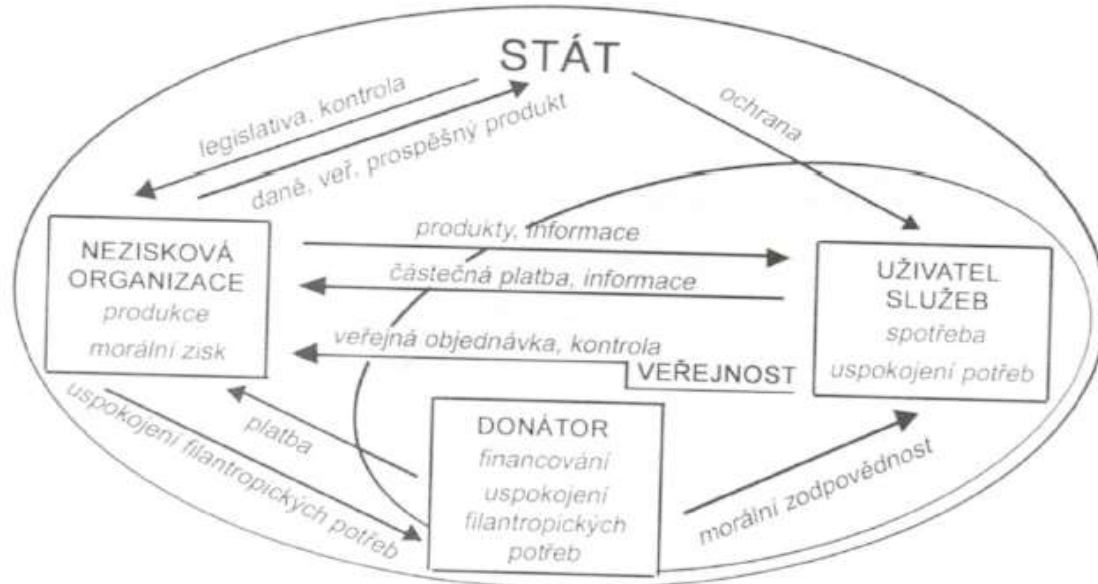 STÁT
legislativa, kontrola
daně, veř, prospěšný produkt
ochrana
produkty, informace
částečná platba, informace
veřejná objednávka, kontrola
VEŘEJNOST
NEZISKOVÁ
ORGANIZACE
produkce
morální zisk
UŽIVATEL
SLUŽEB
spotřeba
uspokojení potřeb
uspokojení filantropických potřeb
platba
DONÁTOR
financování
uspokojení
filantropických
potřeb
morální zodpovědnost